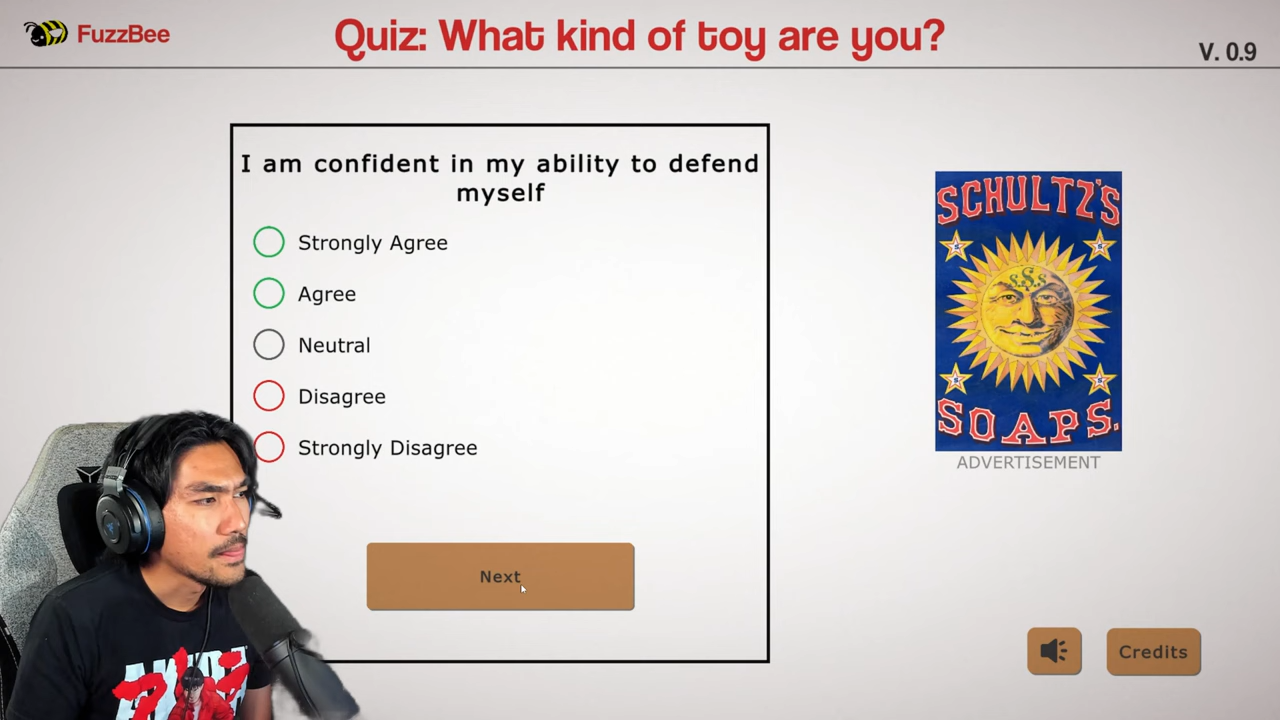 FuzzBee
Quiz: What kind of toy are you?
V. 0.9
I am confident in my ability to defend
myself
Strongly Agree
Agree
Neutral
Disagree
Strongly Disagree
Next
SCHULTZ'S
S.S.S
SOAPS.
ADVERTISEMENT
Credits